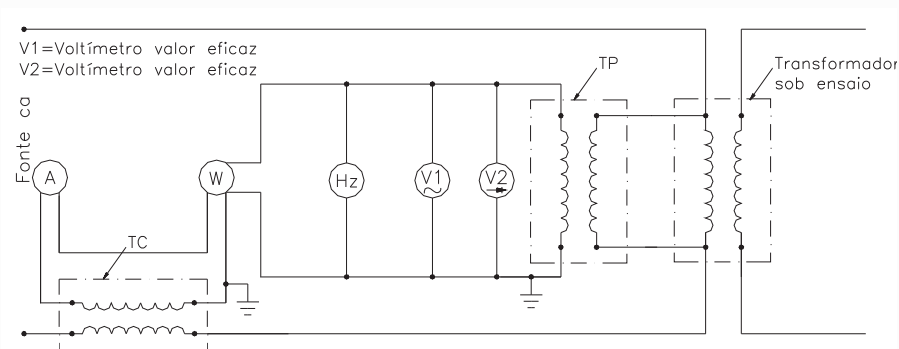 V1=Voltímetro valor eficaz
V2=Voltímetro valor eficaz
Fonte ca
TP
Transformador
sob ensaio
A
W
Hz
V1
V2
TC